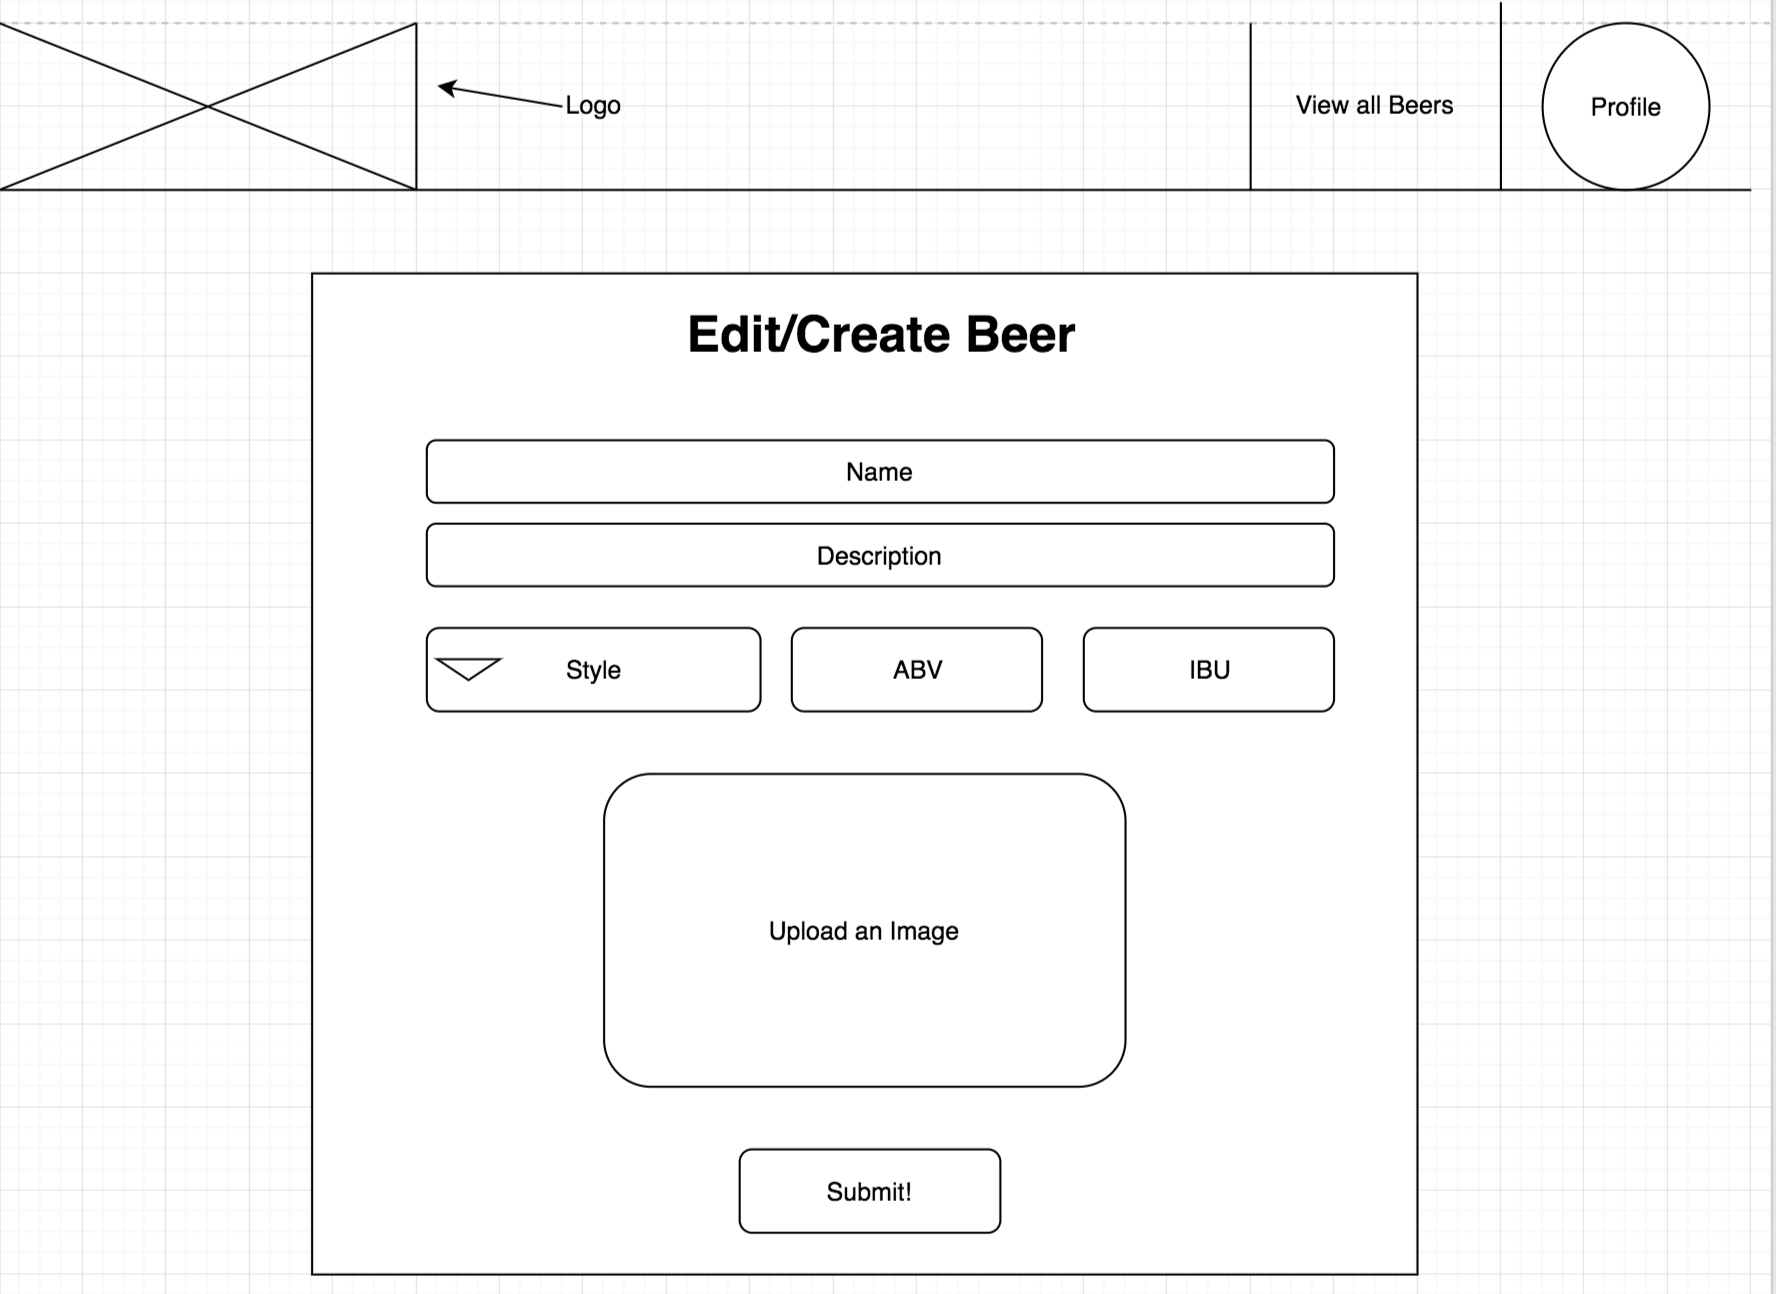 Logo
View all Beers
Profile
Edit/Create Beer
Name
Description
Style
ABV
IBU
Upload an Image
Submit!